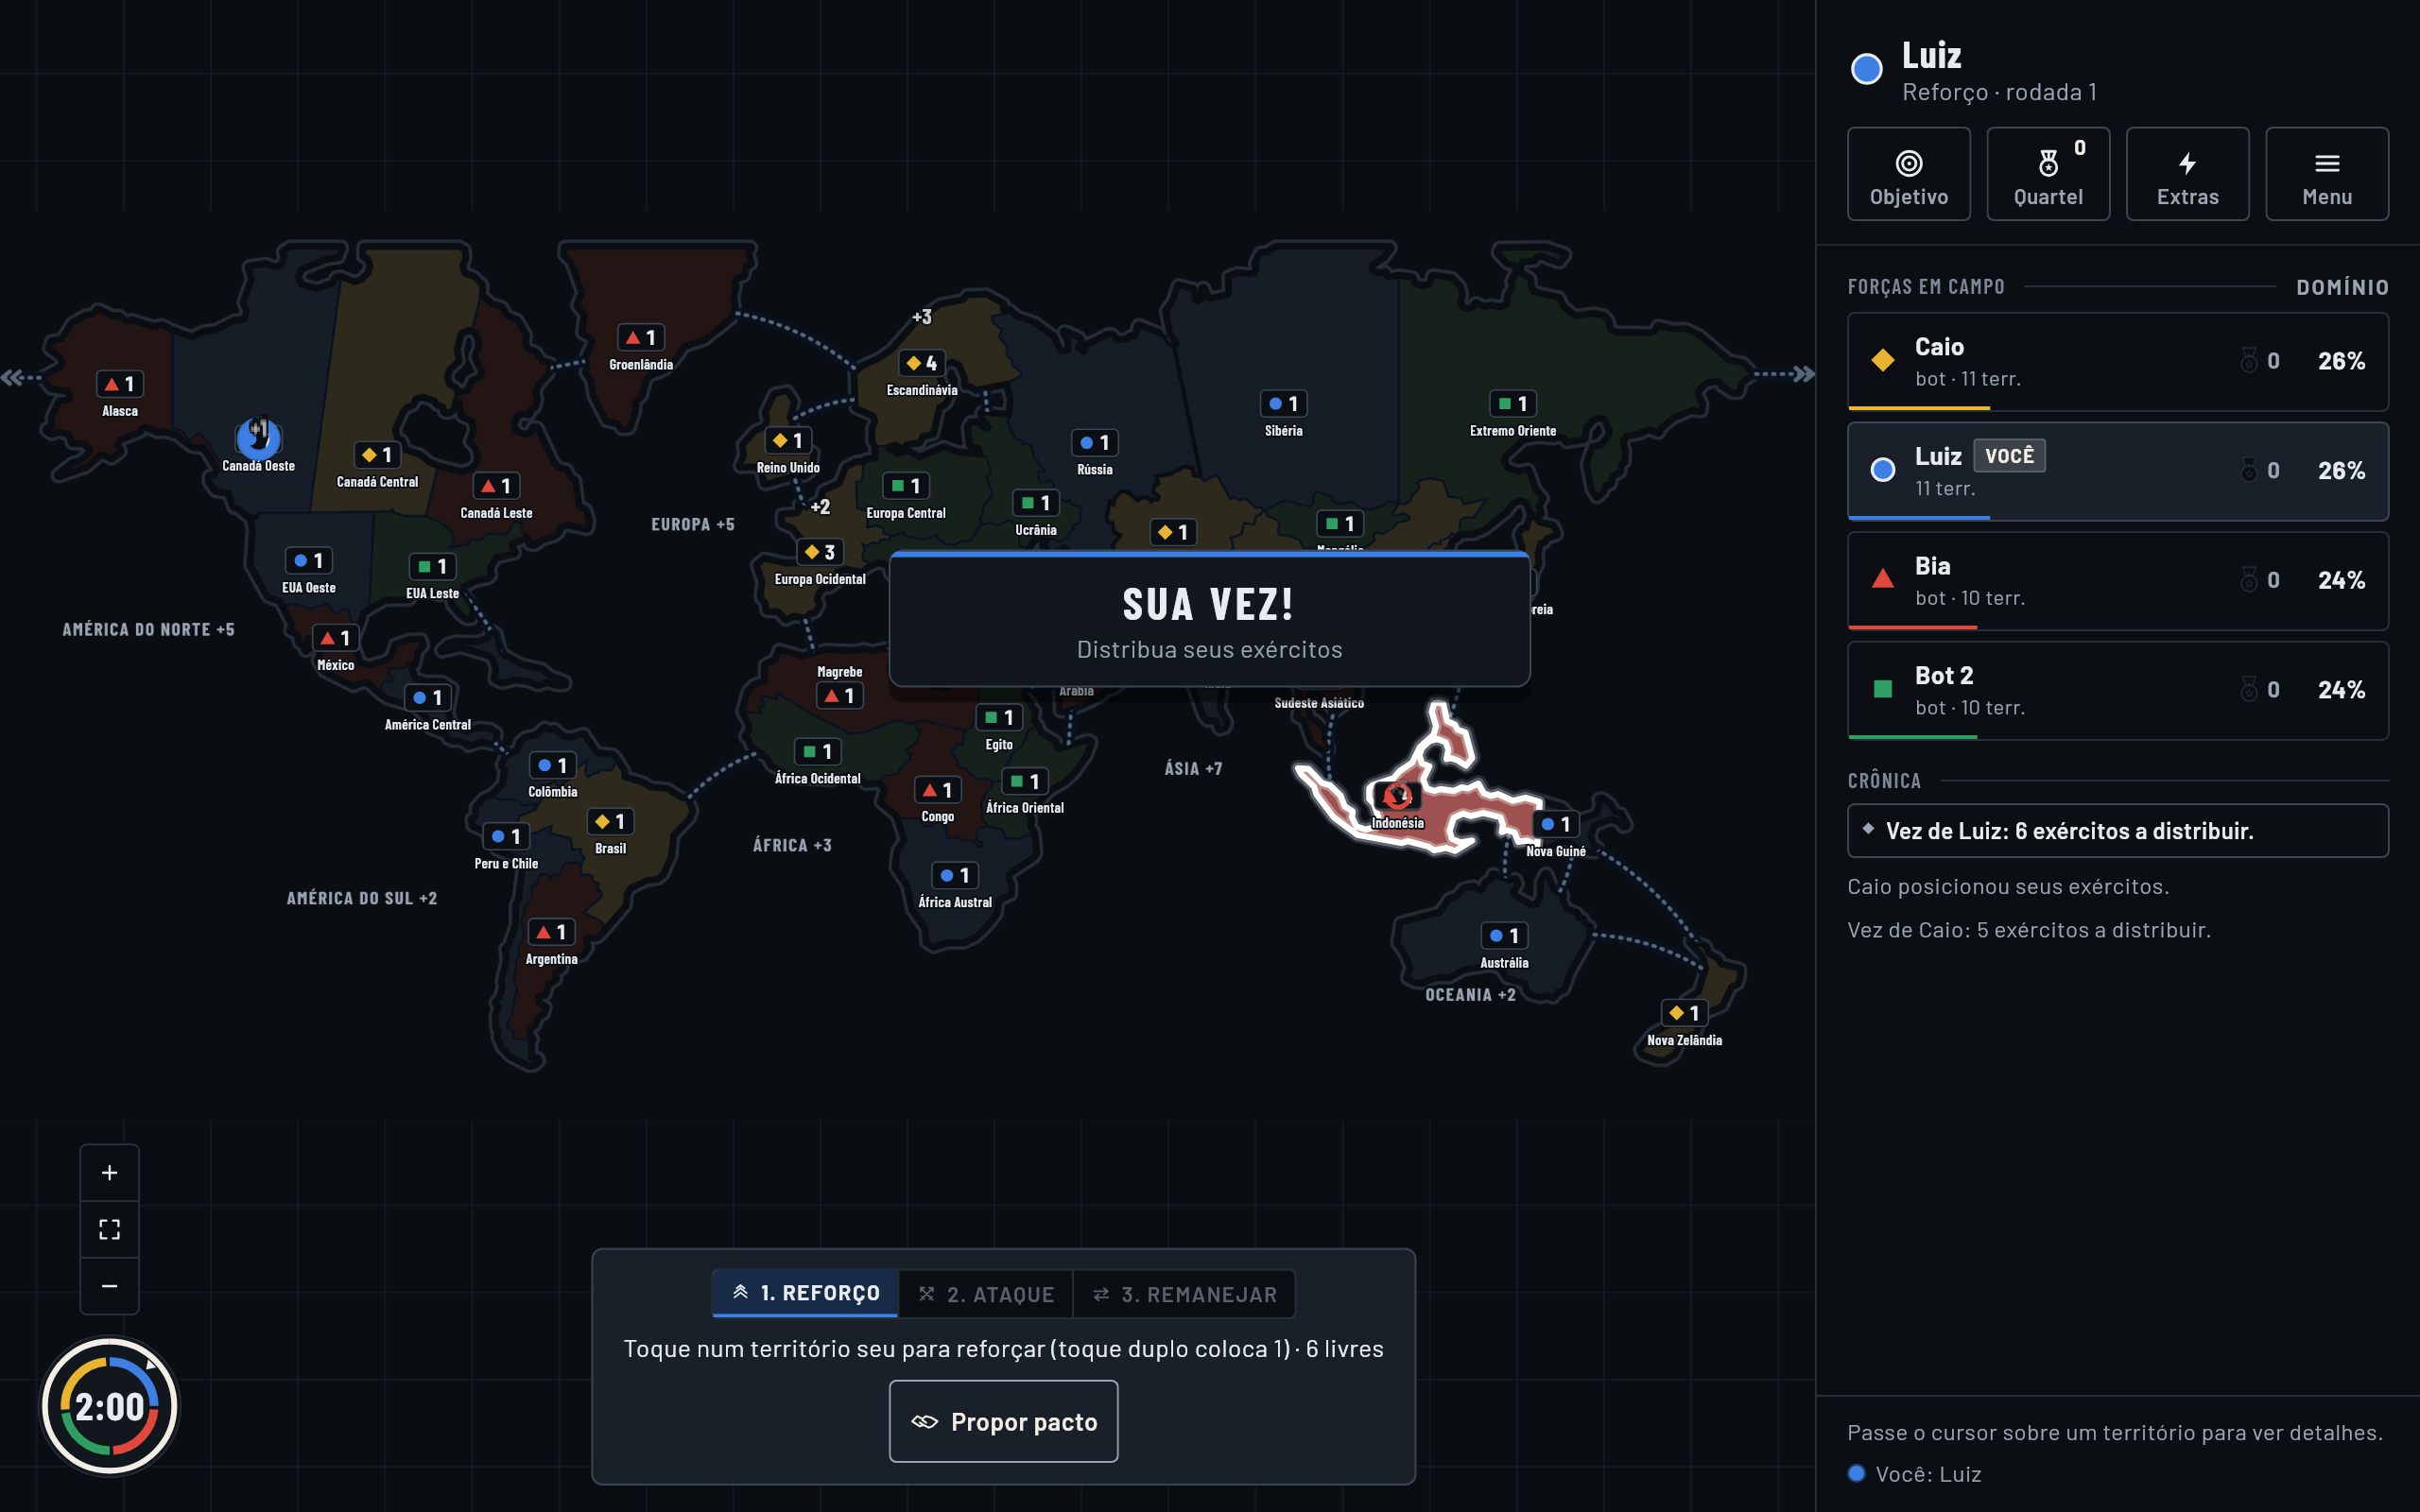 Luiz
Reforço · rodada 1
Objetivo
0
Quartel
Extras
Menu
FORÇAS EM CAMPO
DOMÍNIO
Caio
bot · 11 terr.
0
26%
Luiz VOCÊ
11 terr.
0
26%
Bia
bot · 10 terr.
0
24%
Bot 2
bot · 10 terr.
0
24%
CRÔNICA
Vez de Luiz: 6 exércitos a distribuir.
Caio posicionou seus exércitos.
Vez de Caio: 5 exércitos a distribuir.
Passe o cursor sobre um território para ver detalhes.
Você: Luiz
1
Alasca
+1
Canadá Oeste
1
Canadá Central
1
Canadá Leste
1
Groenlândia
1
EUA Oeste
1
EUA Leste
1
México
1
América Central
AMÉRICA DO NORTE +5
1
Colômbia
1
Peru e Chile
1
Brasil
1
Argentina
AMÉRICA DO SUL +2
+3
4
Escandinávia
1
Reino Unido
+2
3
Europa Ocidental
1
Europa Central
1
Ucrânia
1
Rússia
EUROPA +5
Magrebe
1
1
África Ocidental
1
Egito
1
África Oriental
1
Congo
1
África Austral
ÁFRICA +3
1
Sibéria
1
Extremo Oriente
1
1
Arábia
Sudeste Asiático
ÁSIA +7
Indonésia
1
Nova Guiné
1
Austrália
1
Nova Zelândia
OCEANIA +2
SUA VEZ!
Distribua seus exércitos
2:00
1. REFORÇO
2. ATAQUE
3. REMANEJAR
Toque num território seu para reforçar (toque duplo coloca 1) · 6 livres
Propor pacto